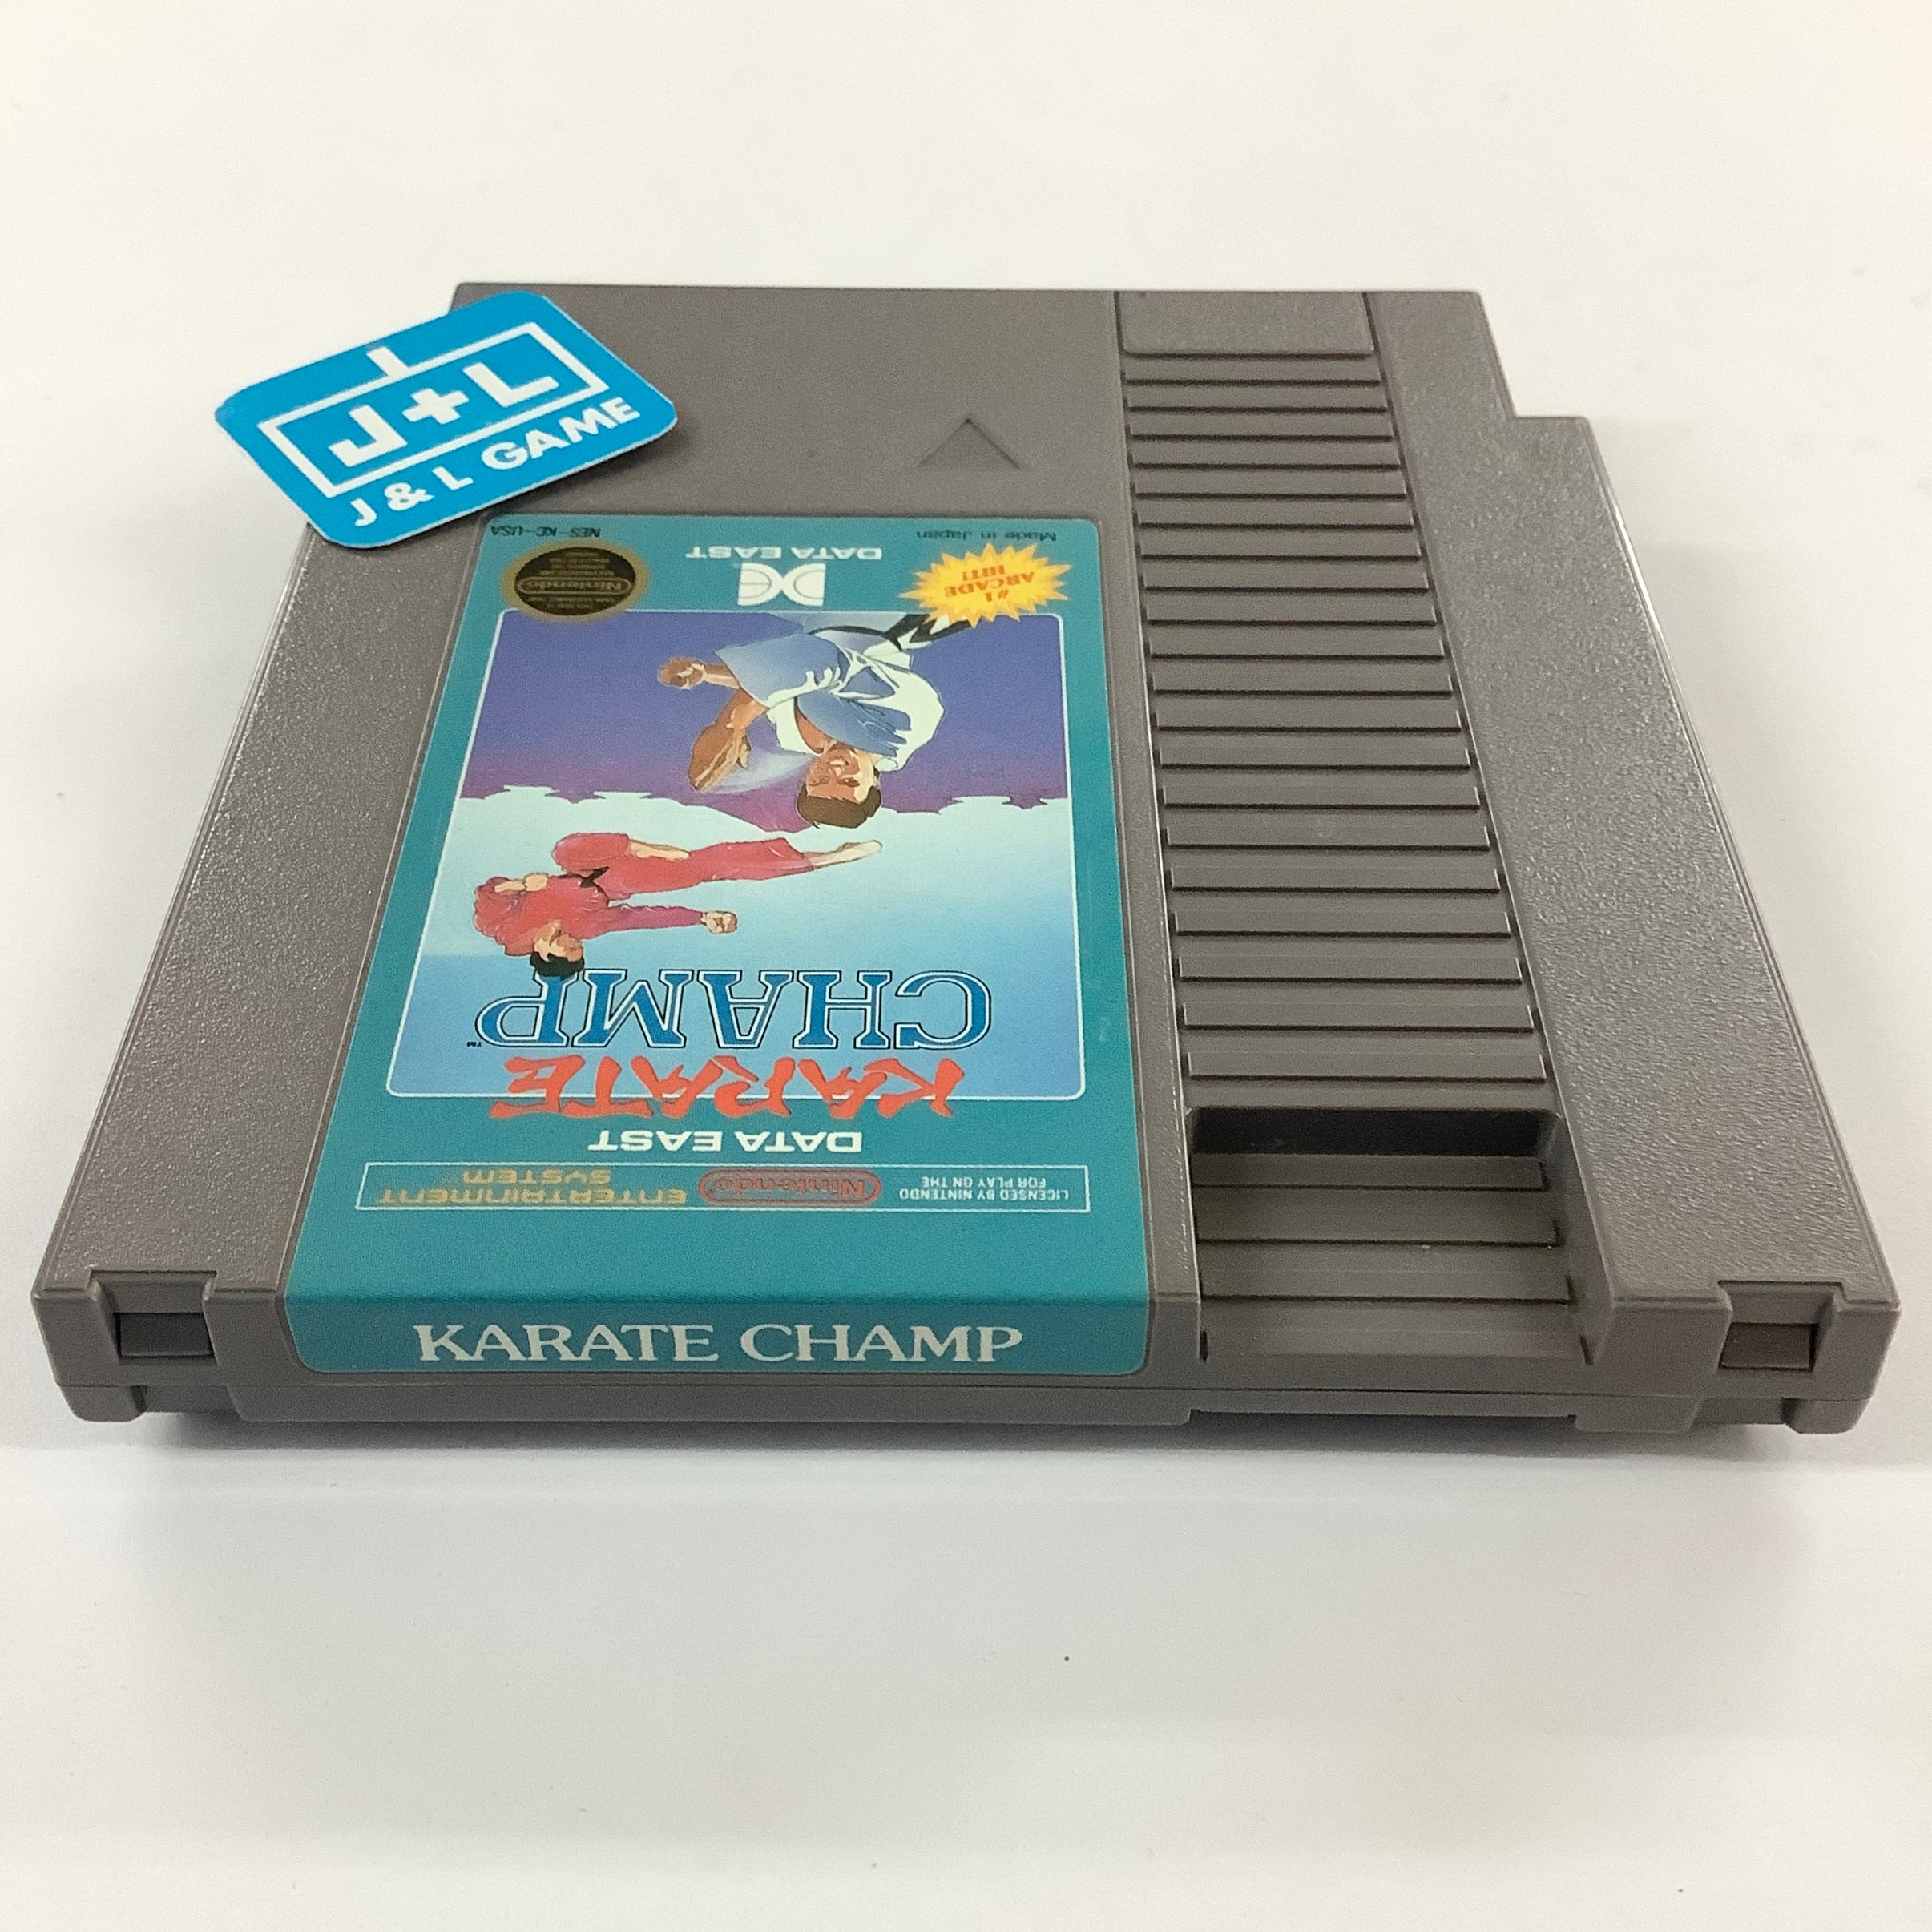 J+L
J & L GAME
KARATE CHAMP
LICENSED BY NINTENDO
FOR PLAY ON THE
Nintendo
ENTERTAINMENT
SYSTEM
DATA EAST
KARATE
CHAMP™
#1
ARCADE
HIT!
DATA EAST
Nintendo
Made in Japan
NES-KC-USA